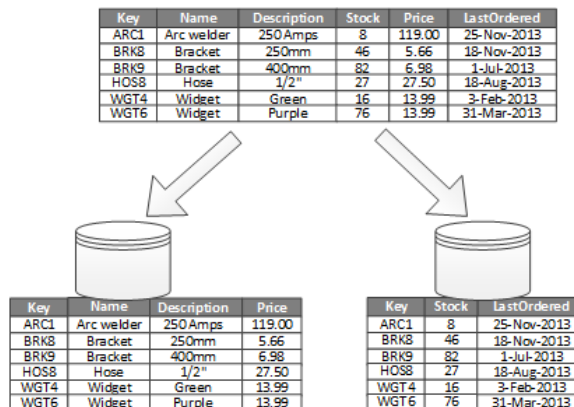 Key Name Description Stock Price LastOrdered
ARC1 Arc welder 250 Amps 8 119.00 25-Nov-2013
BRK8 Bracket 250mm 46 5.66 18-Nov-2013
BRK9 Bracket 400mm 82 6.98 1-Jul-2013
HOS8 Hose 1/2" 27 27.50 18-Aug-2013
WGT4 Widget Green 16 13.99 3-Feb-2013
WGT6 Widget Purple 76 13.99 31-Mar-2013
Key Name Description Price
ARC1 Arc welder 250 Amps 119.00
BRK8 Bracket 250mm 5.66
BRK9 Bracket 400mm 6.98
HOS8 Hose 1/2" 27.50
WGT4 Widget Green 13.99
WGT6 Widget Purple 13.99
Key Stock LastOrdered
ARC1 8 25-Nov-2013
BRK8 46 18-Nov-2013
BRK9 82 1-Jul-2013
HOS8 27 18-Aug-2013
WGT4 16 3-Feb-2013
WGT6 76 31-Mar-2013